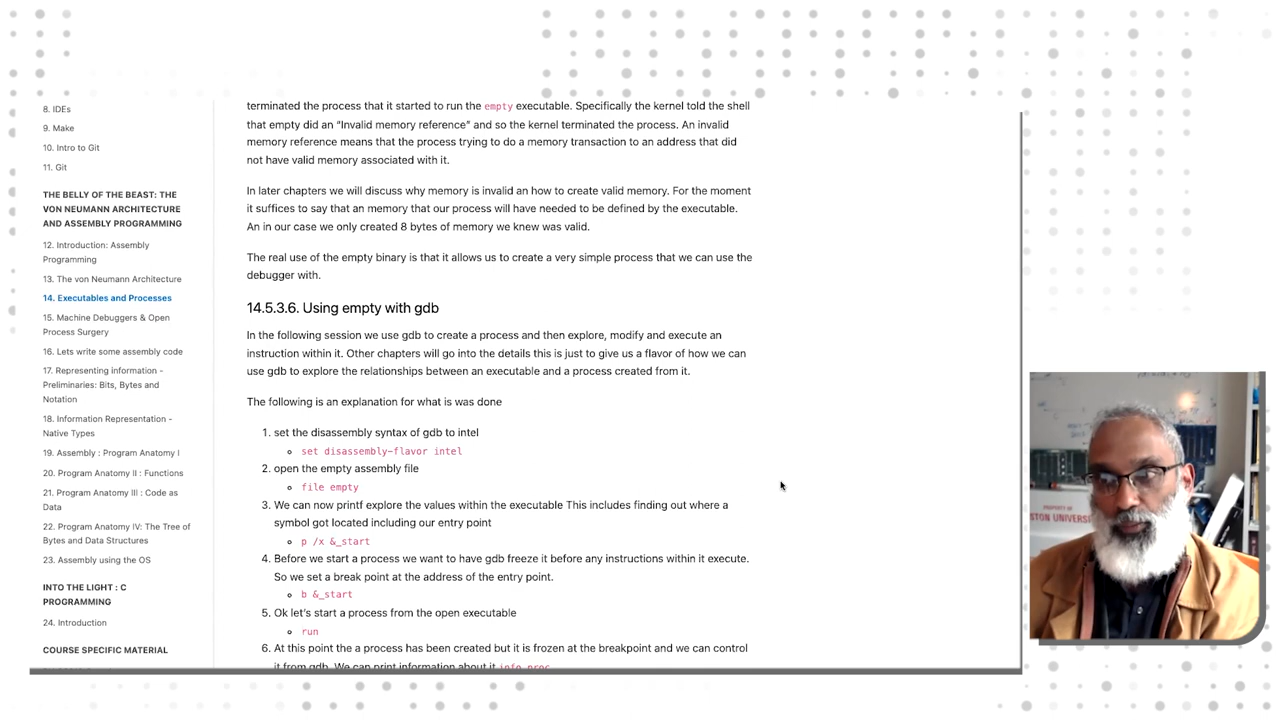 8. IDEs
9. Make
10. Intro to Git
11. Git
THE BELLY OF THE BEAST: THE
VON NEUMANN ARCHITECTURE
AND ASSEMBLY PROGRAMMING
12. Introduction: Assembly
Programming
13. The von Neumann Architecture
14. Executables and Processes
15. Machine Debuggers & Open
Process Surgery
16. Lets write some assembly code
17. Representing information -
Preliminaries: Bits, Bytes and
Notation
18. Information Representation -
Native Types
19. Assembly : Program Anatomy I
20. Program Anatomy II : Functions
21. Program Anatomy III : Code as
Data
22. Program Anatomy IV: The Tree of
Bytes and Data Structures
23. Assembly using the OS
INTO THE LIGHT : C
PROGRAMMING
24. Introduction
COURSE SPECIFIC MATERIAL
terminated the process that it started to run the empty executable. Specifically the kernel told the shell
that empty did an “Invalid memory reference” and so the kernel terminated the process. An invalid
memory reference means that the process trying to do a memory transaction to an address that did
not have valid memory associated with it.
In later chapters we will discuss why memory is invalid an how to create valid memory. For the moment
it suffices to say that an memory that our process will have needed to be defined by the executable.
An in our case we only created 8 bytes of memory we knew was valid.
The real use of the empty binary is that it allows us to create a very simple process that we can use the
debugger with.
14.5.3.6. Using empty with gdb
In the following session we use gdb to create a process and then explore, modify and execute an
instruction within it. Other chapters will go into the details this is just to give us a flavor of how we can
use gdb to explore the relationships between an executable and a process created from it.
The following is an explanation for what is was done
1. set the disassembly syntax of gdb to intel
set disassembly-flavor intel
2. open the empty assembly file
file empty
3. We can now printf explore the values within the executable This includes finding out where a
symbol got located including our entry point
p /x &_start
4. Before we start a process we want to have gdb freeze it before any instructions within it execute.
So we set a break point at the address of the entry point.
b &_start
5. Ok let’s start a process from the open executable
run
6. At this point the a process has been created but it is frozen at the breakpoint and we can control
it from gdb. We can print information about it info proc
PROPERTY OF
STON UNIVERS